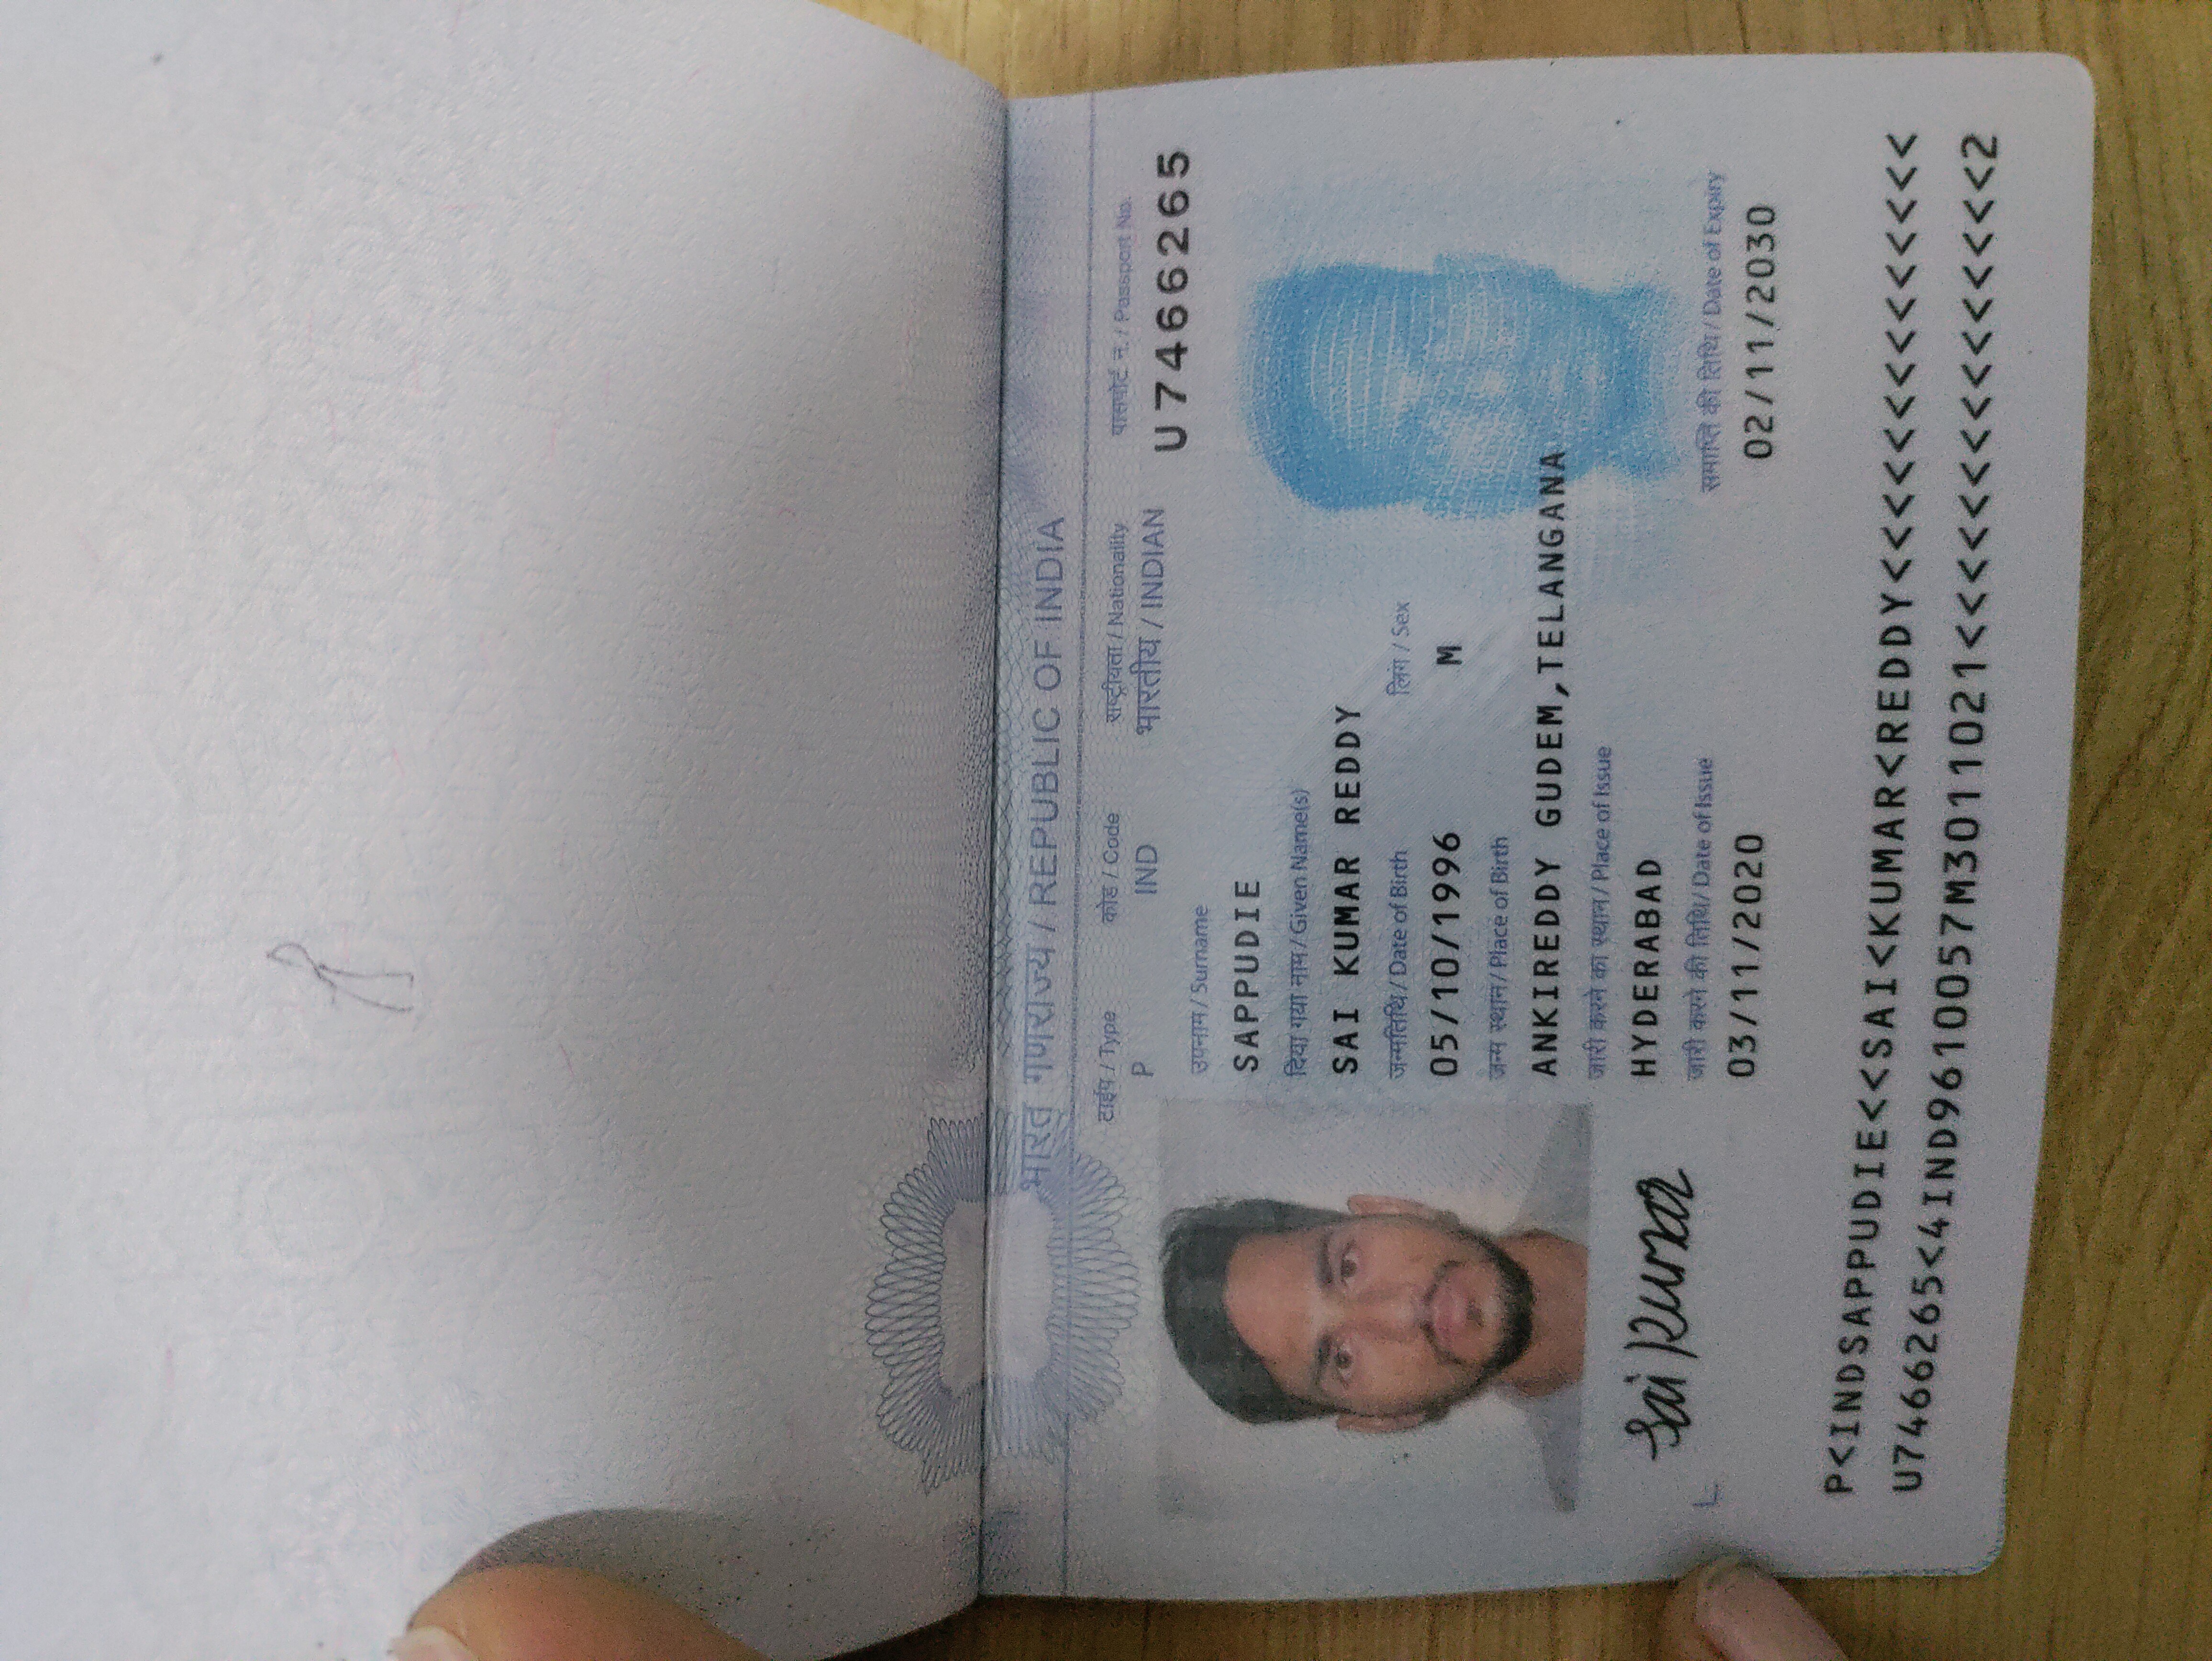 भारत गणराज्य / REPUBLIC OF INDIA
टाईप / Type कोड / Code राष्ट्रीयता / Nationality पासपोर्ट न. / Passport No.
P IND भारतीय / INDIAN U7466265
उपनाम / Surname
SAPPUDIE
दिया गया नाम / Given Name(s)
SAI KUMAR REDDY
जन्मतिथि / Date of Birth लिंग / Sex
05/10/1996 M
जन्म स्थान / Place of Birth
ANKIREDDY GUDEM,TELANGANA
जारी करने का स्थान / Place of Issue
HYDERABAD
जारी करने की तिथि / Date of Issue समाप्ति की तिथि / Date of Expiry
03/11/2020 02/11/2030
Sai Kumar
P<INDSAPPUDIE<<SAI<KUMAR<REDDY<<<<<<<<<<<<<<
U7466265<4IND9610057M3011021<<<<<<<<<<<<<<<2